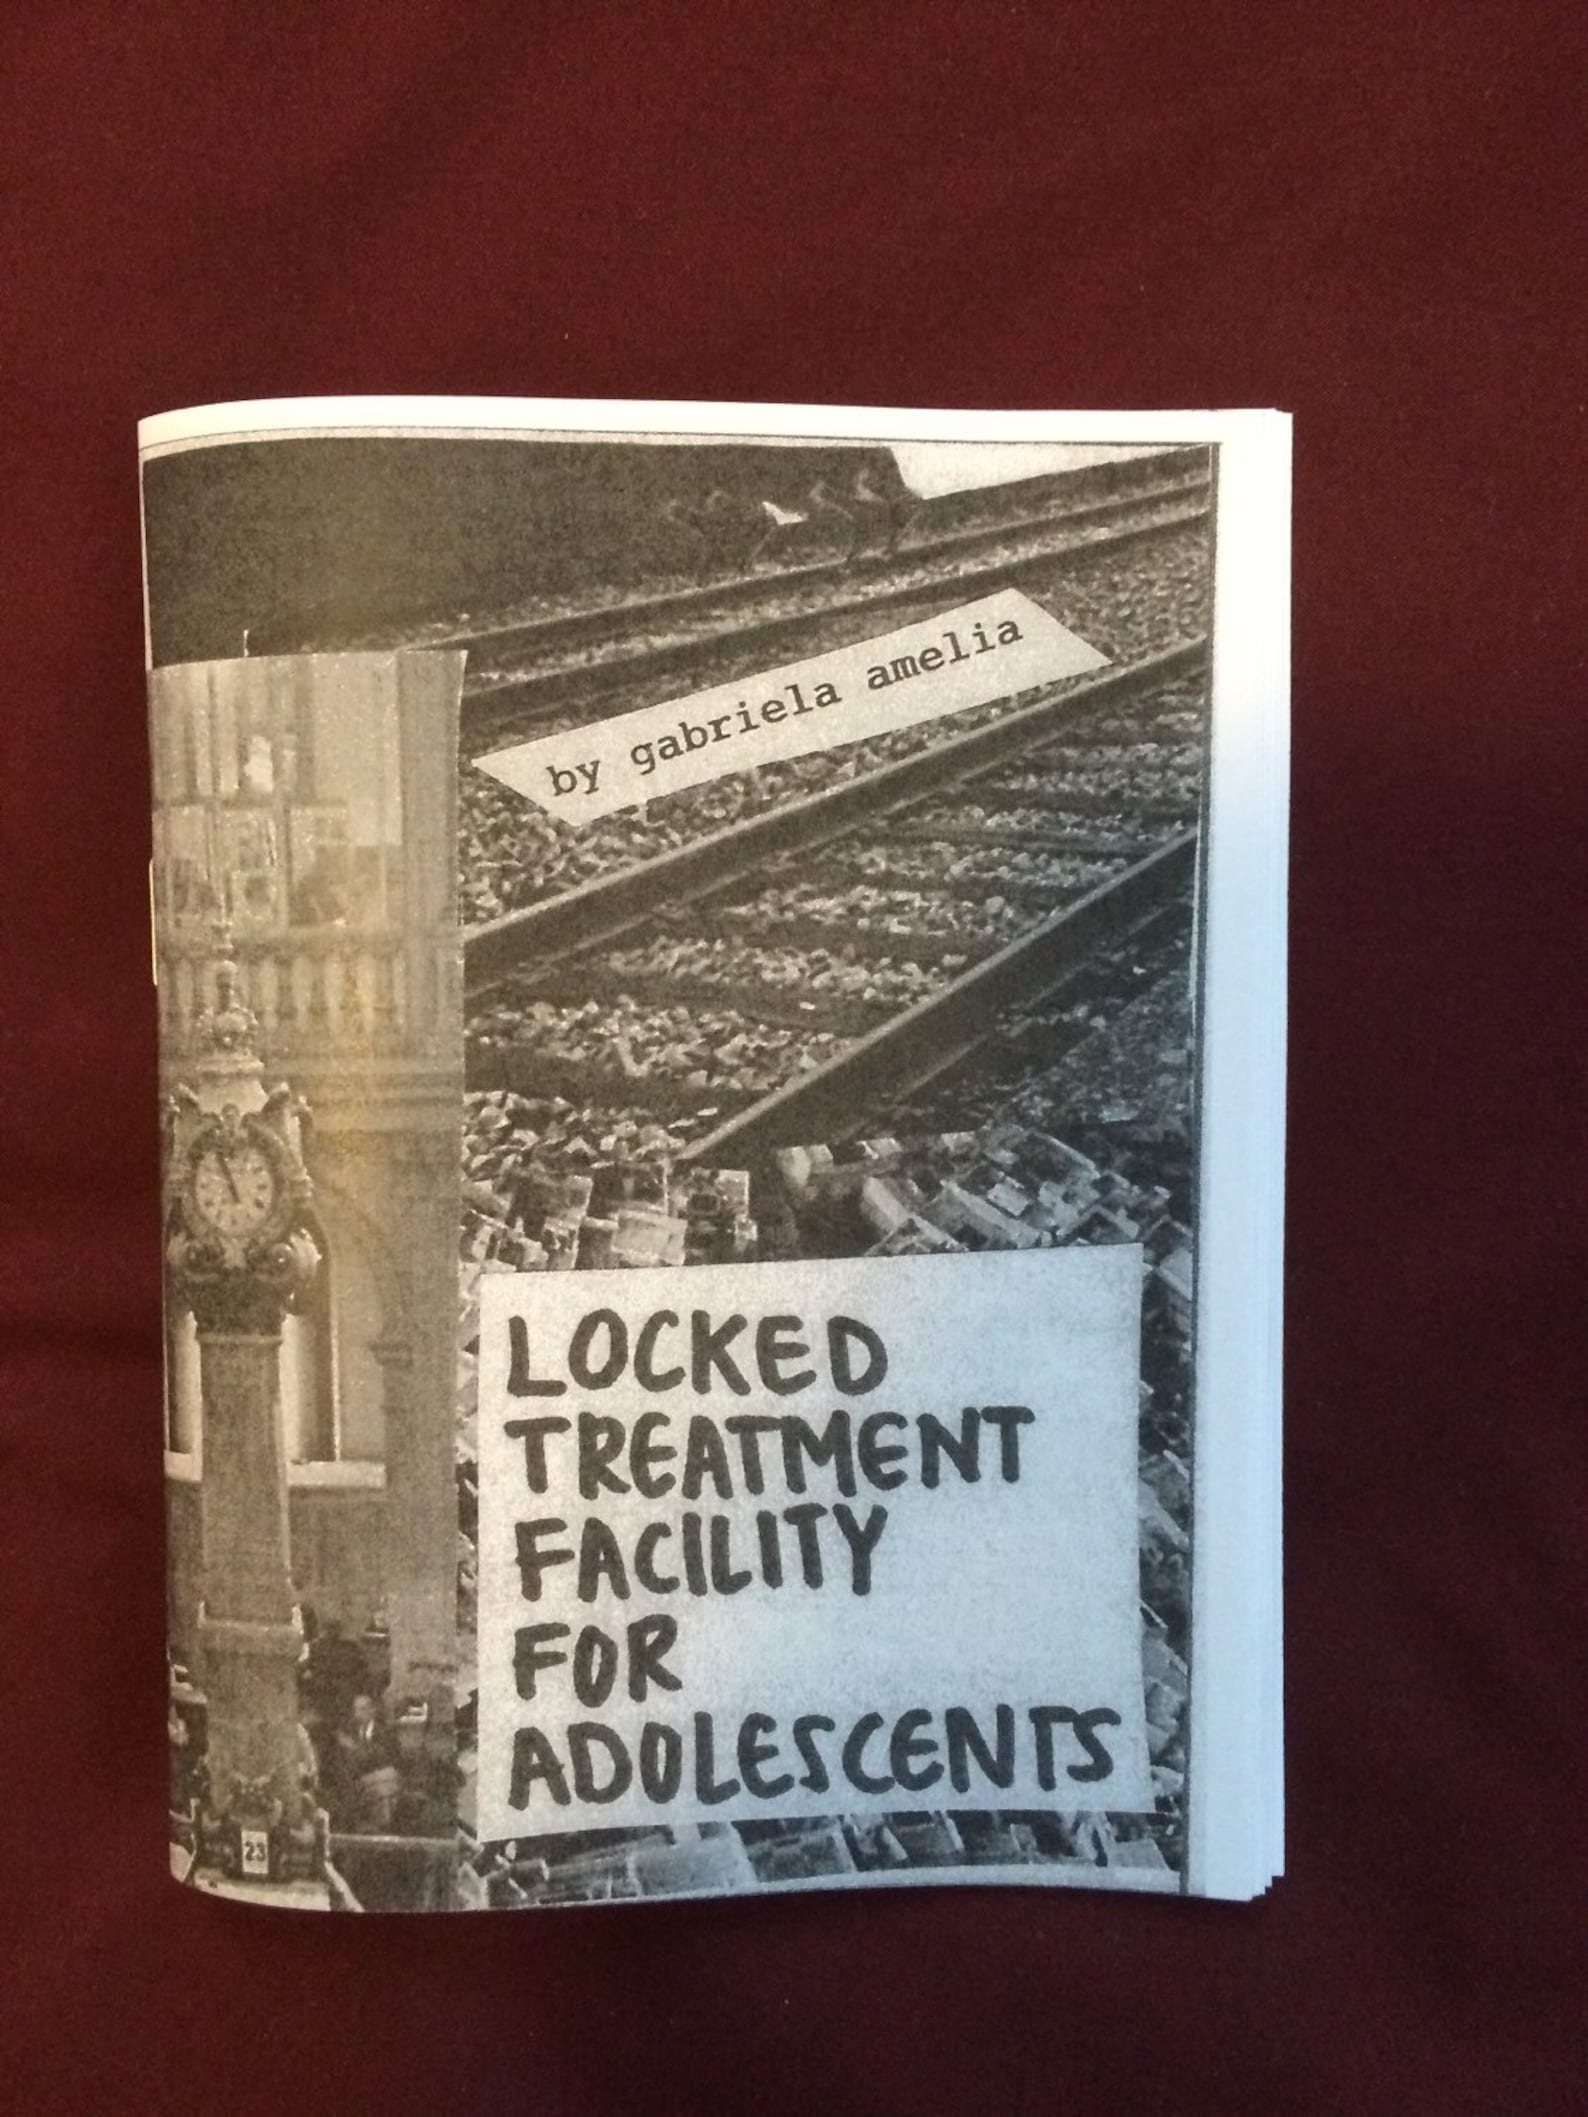 by gabriela amelia
LOCKED
TREATMENT
FACILITY
FOR
ADOLESCENTS
23